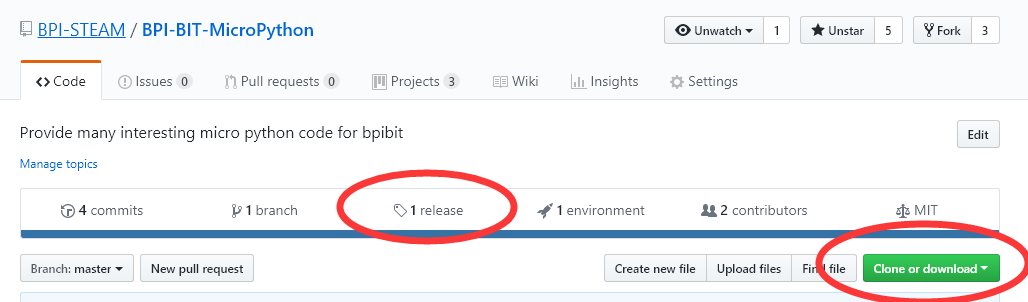 BPI-STEAM / BPI-BIT-MicroPython Unwatch 1 Unstar 5 Fork 3
Code Issues 0 Pull requests 0 Projects 3 Wiki Insights Settings
Provide many interesting micro python code for bpibit Edit
Manage topics
4 commits 1 branch 1 release 1 environment 2 contributors MIT
Branch: master New pull request Create new file Upload files Find file Clone or download